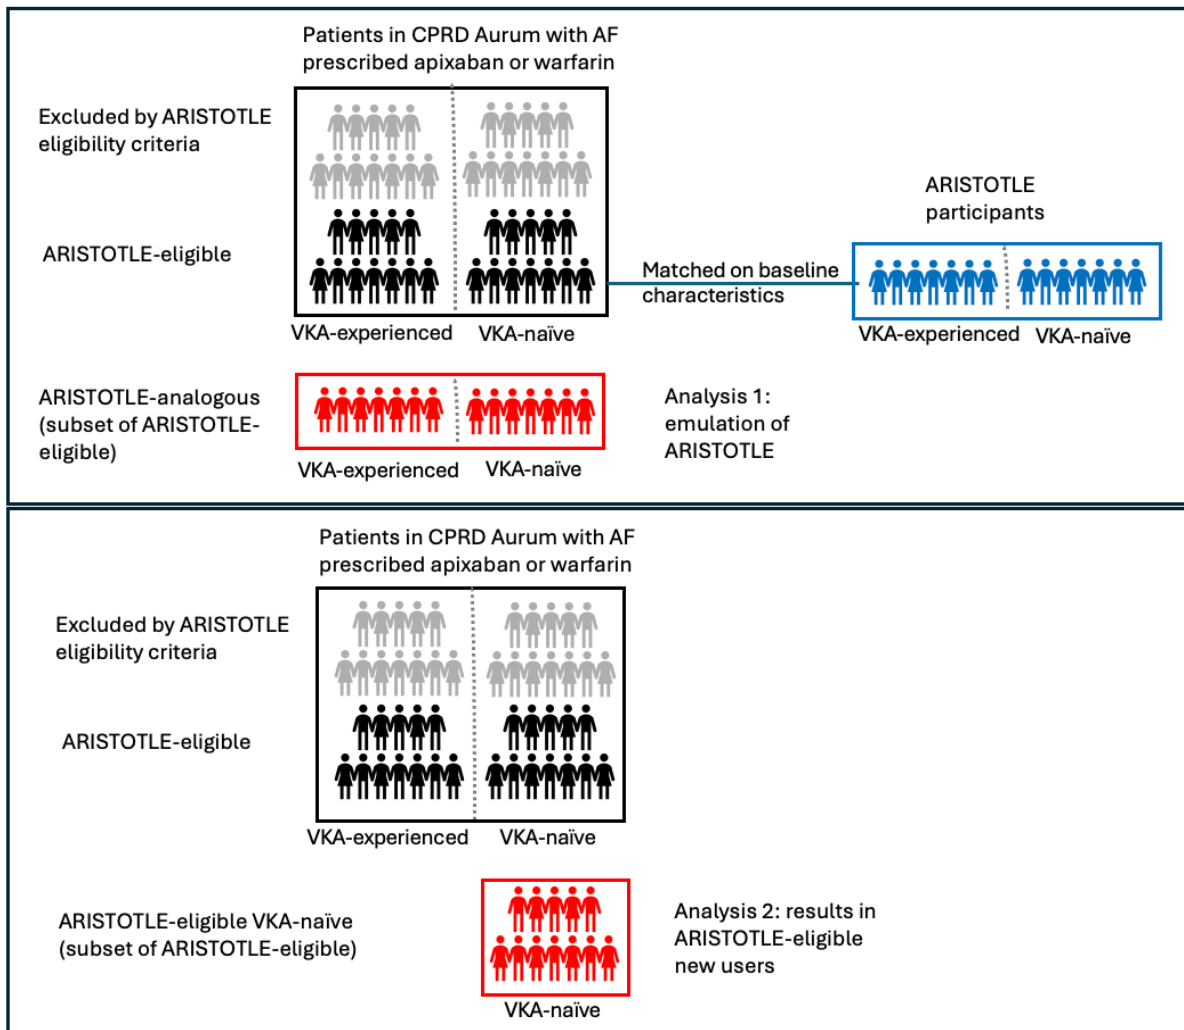 Patients in CPRD Aurum with AF
prescribed apixaban or warfarin
Excluded by ARISTOTLE
eligibility criteria
ARISTOTLE
participants
ARISTOTLE-eligible
Matched on baseline
characteristics
VKA-experienced
VKA-naïve
VKA-experienced
VKA-naïve
ARISTOTLE-analogous
(subset of ARISTOTLE-
eligible)
Analysis 1:
emulation of
ARISTOTLE
VKA-experienced
VKA-naïve
Patients in CPRD Aurum with AF
prescribed apixaban or warfarin
Excluded by ARISTOTLE
eligibility criteria
ARISTOTLE-eligible
VKA-experienced
VKA-naïve
ARISTOTLE-eligible VKA-naïve
(subset of ARISTOTLE-eligible)
Analysis 2: results in
ARISTOTLE-eligible
new users
VKA-naïve